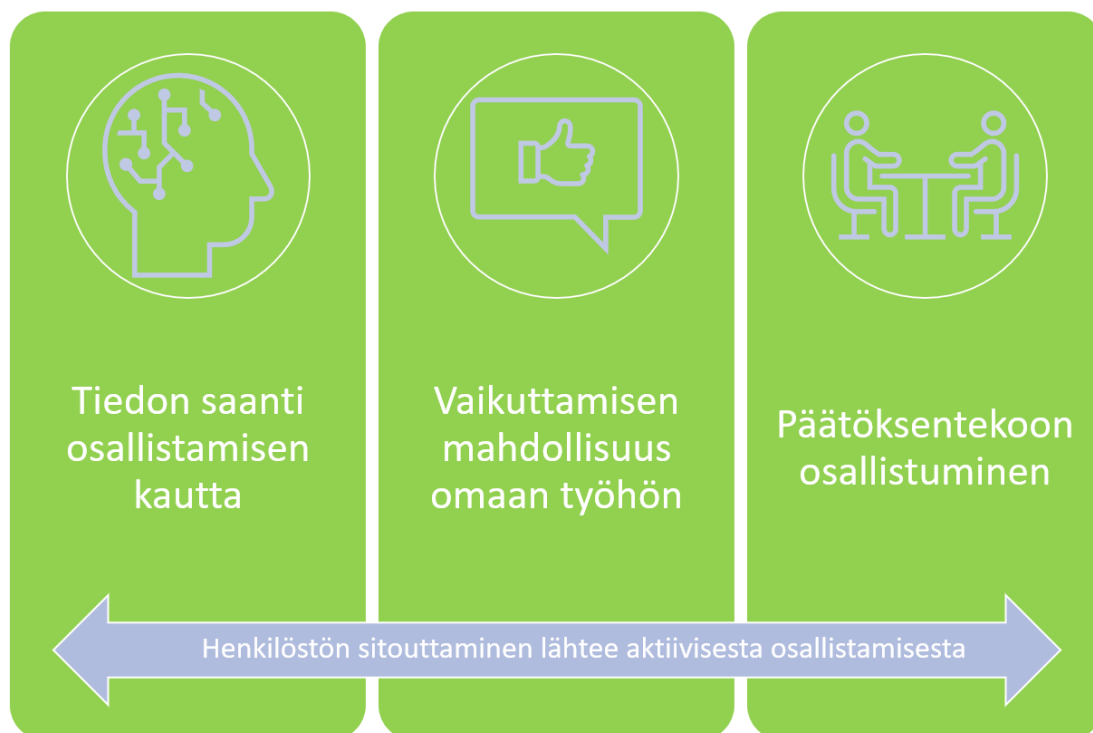 Tiedon saanti
osallistamisen
kautta
Vaikuttamisen
mahdollisuus
omaan työhön
Päätöksentekoon
osallistuminen
Henkilöstön sitouttaminen lähtee aktiivisesta osallistamisesta